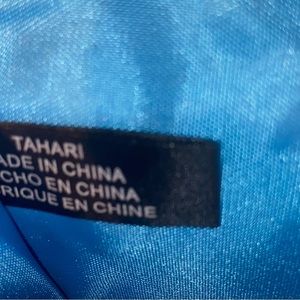 TAHARI
ADE IN CHINA
CHO EN CHINA
RIQUE EN CHINE